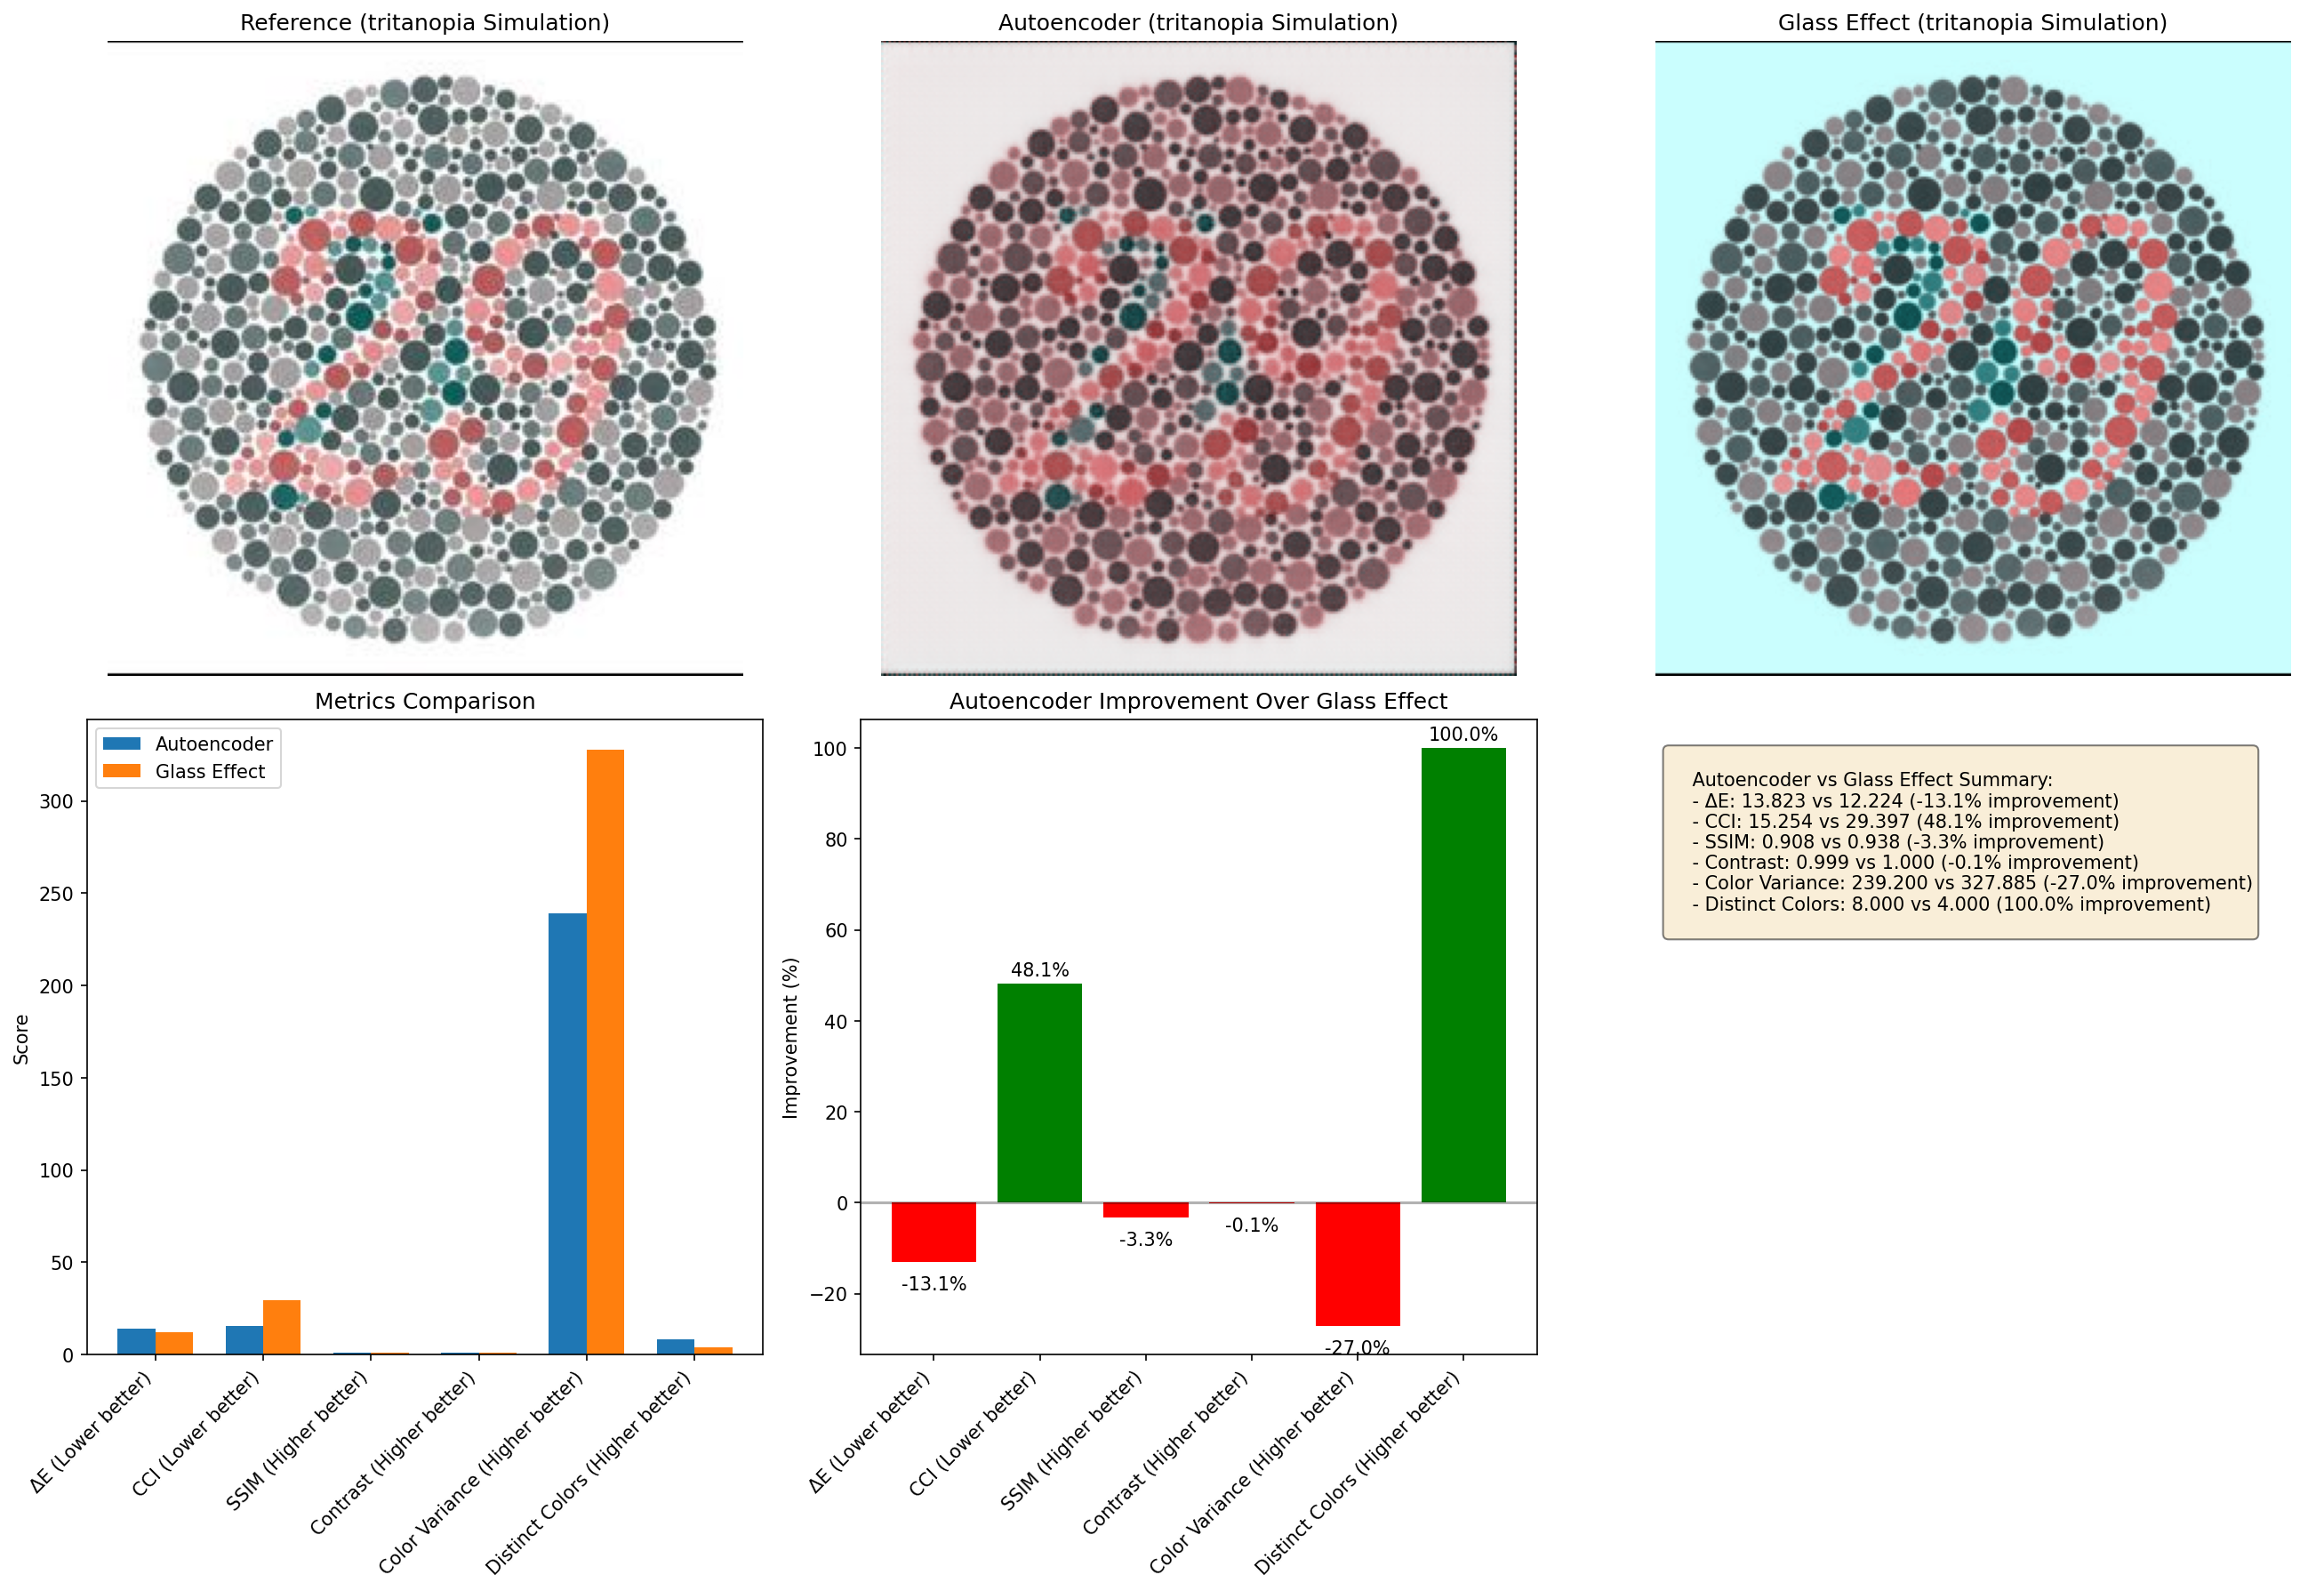 Reference (tritanopia Simulation)
Autoencoder (tritanopia Simulation)
Glass Effect (tritanopia Simulation)
29
29
29
Metrics Comparison
Autoencoder
Glass Effect
Score
300
250
200
150
100
50
0
ΔE (Lower better)
CCI (Lower better)
SSIM (Higher better)
Contrast (Higher better)
Color Variance (Higher better)
Distinct Colors (Higher better)
Autoencoder Improvement Over Glass Effect
Improvement (%)
100
80
60
40
20
0
−20
-13.1%
48.1%
-3.3%
-0.1%
-27.0%
100.0%
ΔE (Lower better)
CCI (Lower better)
SSIM (Higher better)
Contrast (Higher better)
Color Variance (Higher better)
Distinct Colors (Higher better)
Autoencoder vs Glass Effect Summary:
- ΔE: 13.823 vs 12.224 (-13.1% improvement)
- CCI: 15.254 vs 29.397 (48.1% improvement)
- SSIM: 0.908 vs 0.938 (-3.3% improvement)
- Contrast: 0.999 vs 1.000 (-0.1% improvement)
- Color Variance: 239.200 vs 327.885 (-27.0% improvement)
- Distinct Colors: 8.000 vs 4.000 (100.0% improvement)